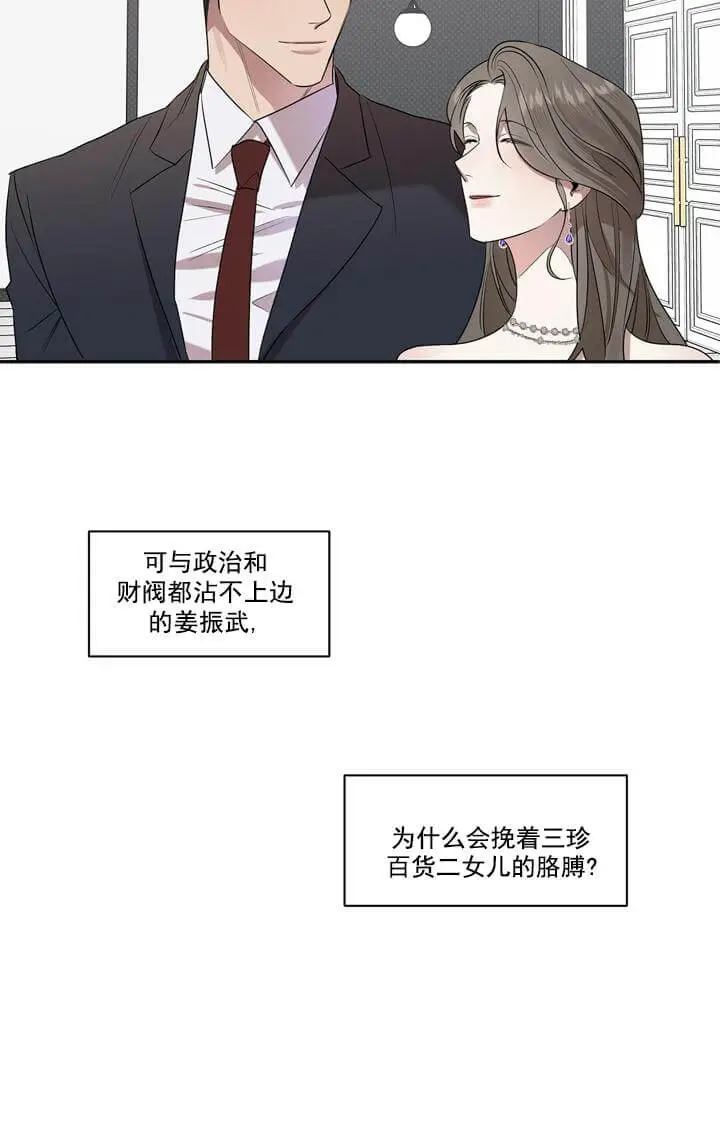 可与政治和
财阀都沾不上边
的姜振武,
为什么会挽着三珍
百货二女儿的胳膊?